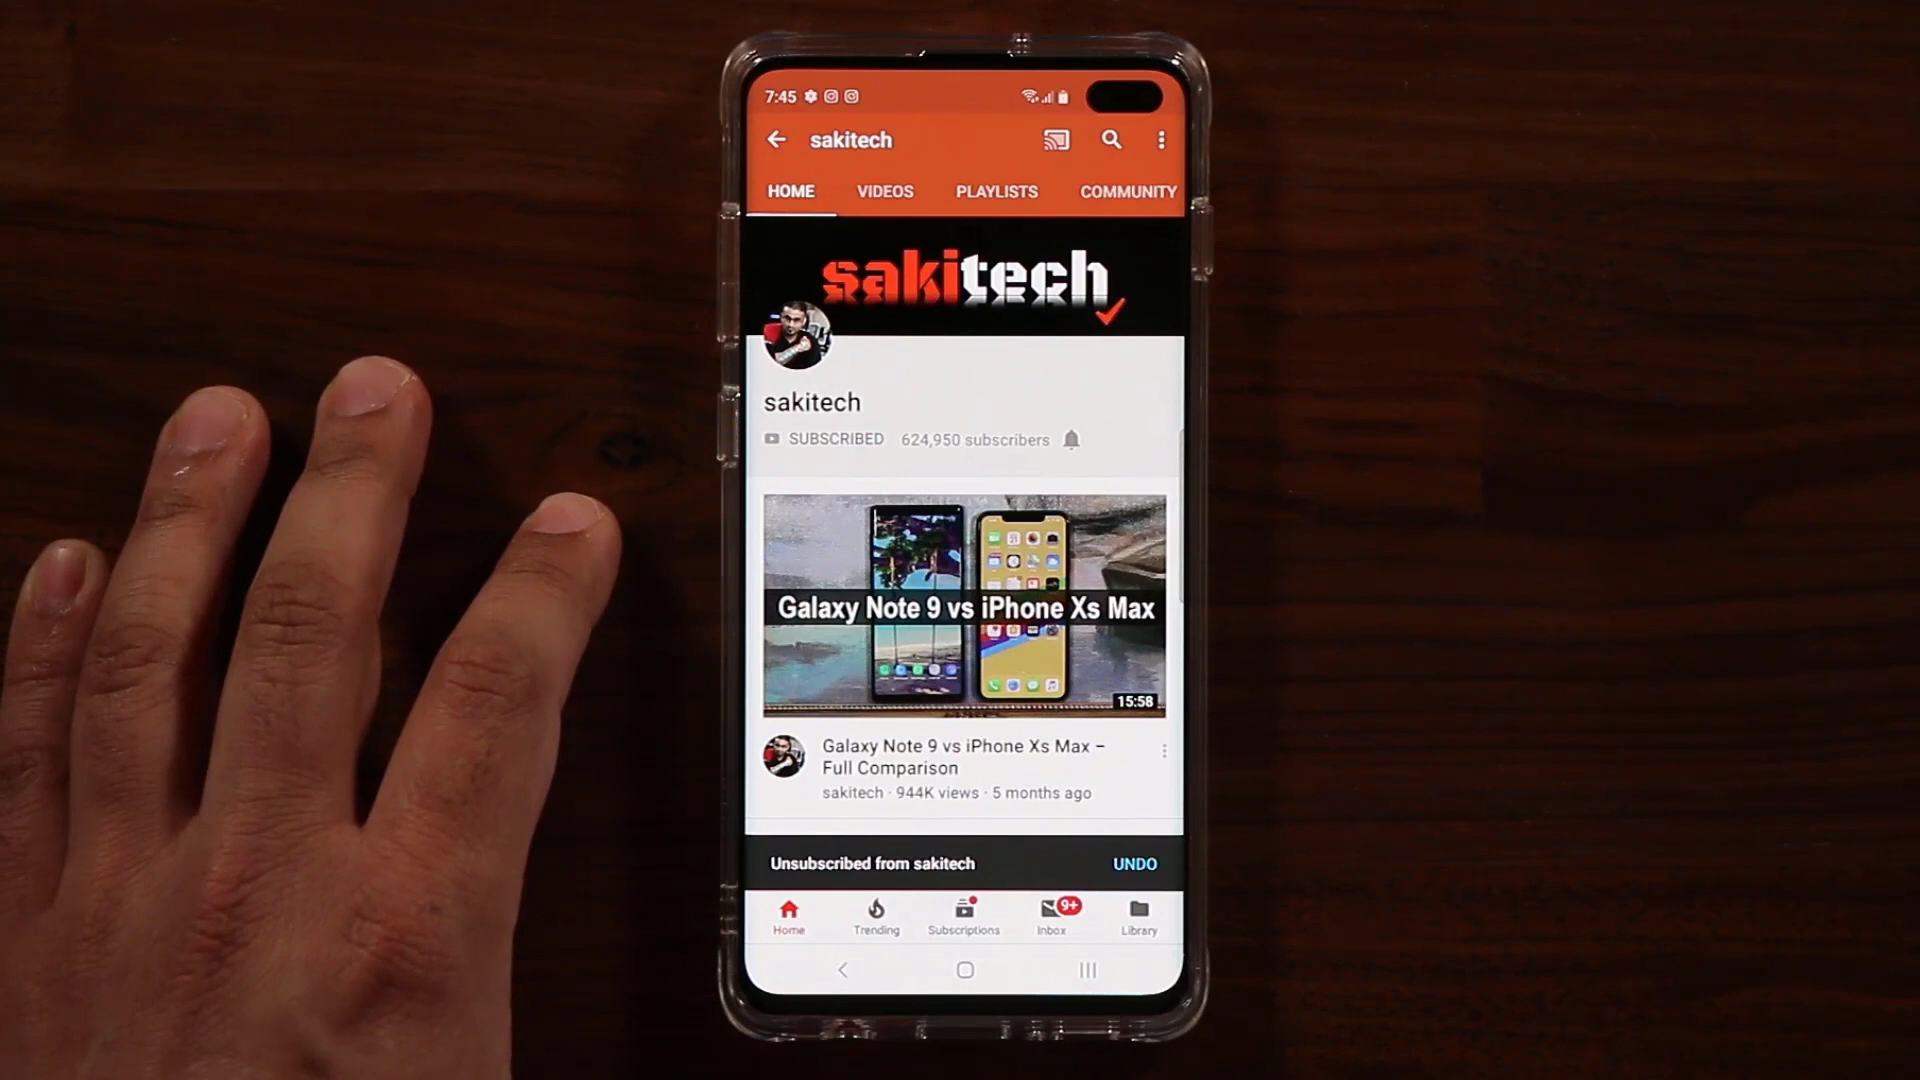 7:45
sakitech
HOME VIDEOS PLAYLISTS COMMUNITY
sakitech
sakitech
SUBSCRIBED 624,950 subscribers
Galaxy Note 9 vs iPhone Xs Max
15:58
Galaxy Note 9 vs iPhone Xs Max –
Full Comparison
sakitech · 944K views · 5 months ago
Unsubscribed from sakitech UNDO
9+
Home Trending Subscriptions Inbox Library